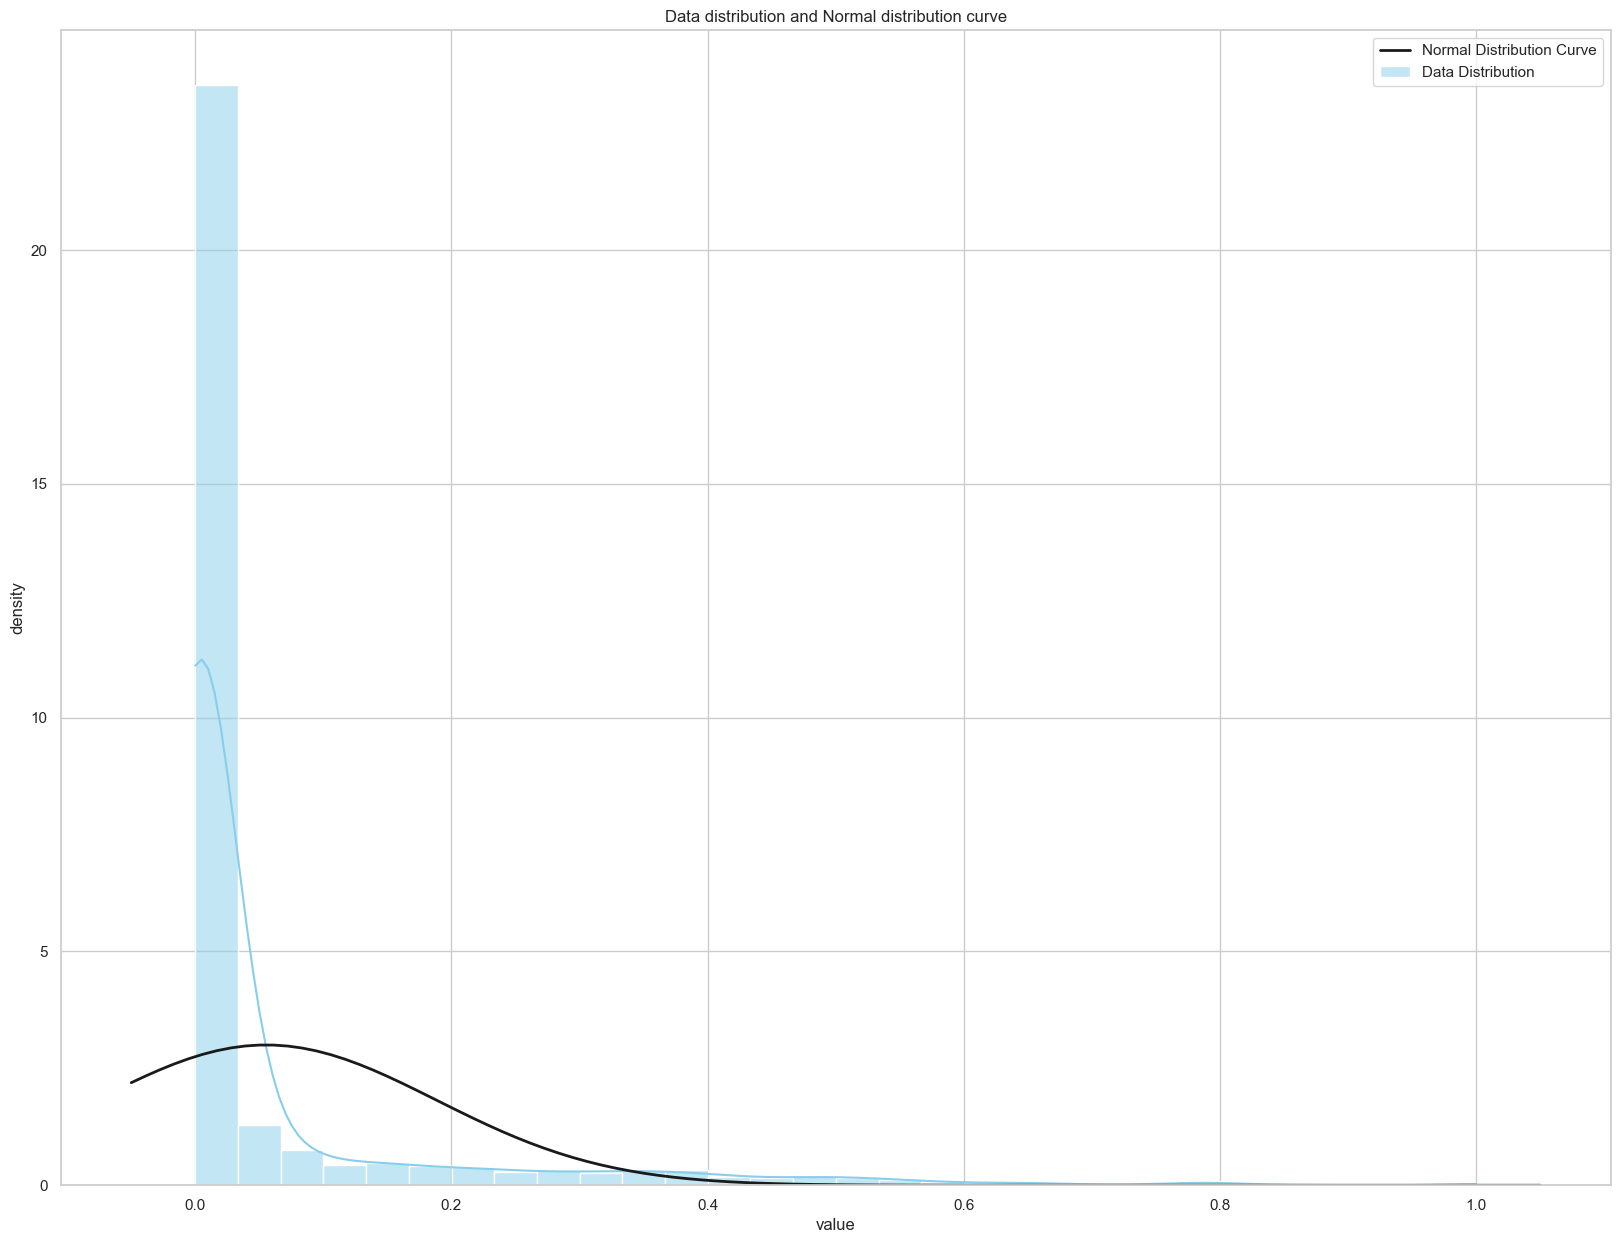 Data distribution and Normal distribution curve
Normal Distribution Curve
Data Distribution
density
20
15
10
5
0
0.0 0.2 0.4 0.6 0.8 1.0
value